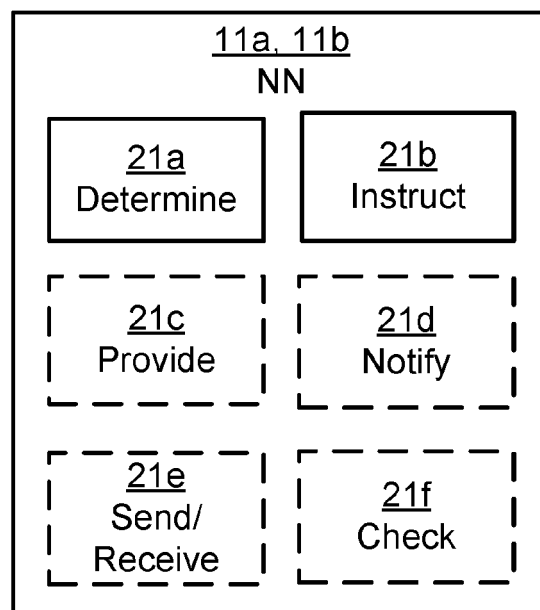 11a, 11b
NN
21a
Determine
21b
Instruct
21c
Provide
21d
Notify
21e
Send/
Receive
21f
Check